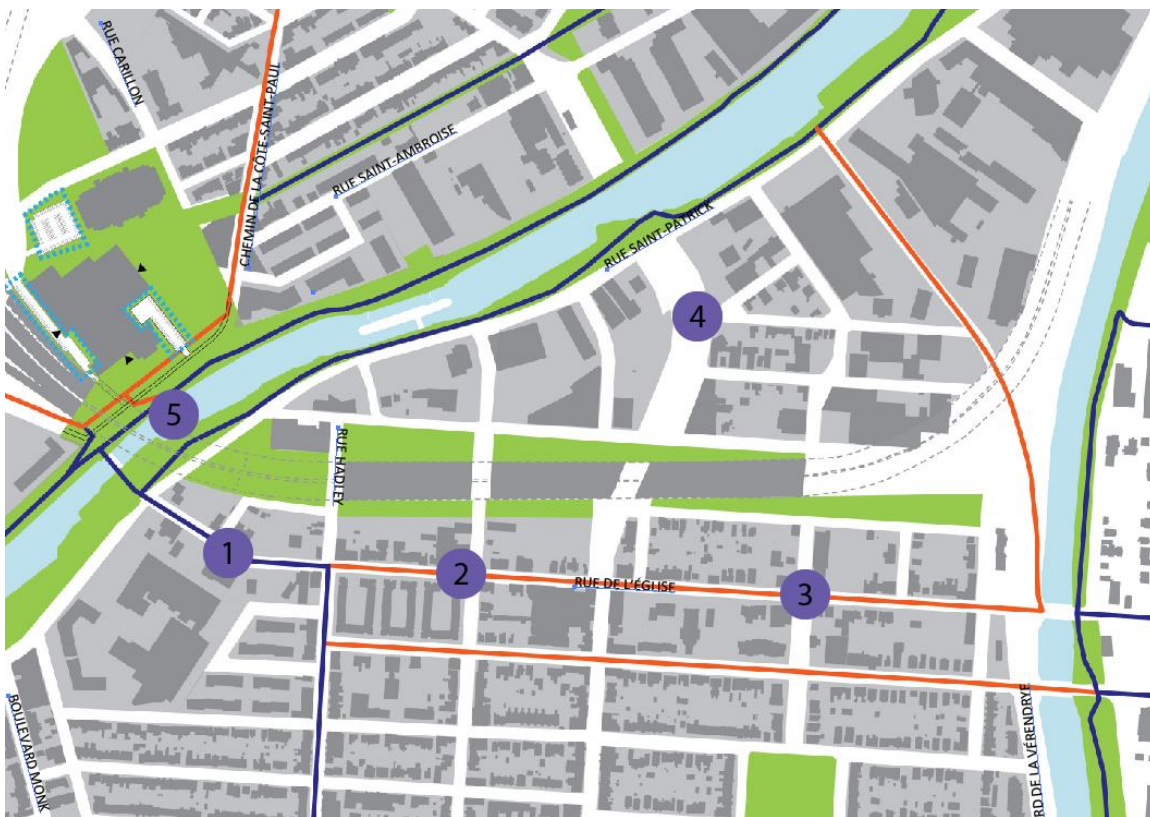 RUE CARILLON
CHEMIN DE LA CÔTE-SAINT-PAUL
RUE SAINT-AMBROISE
RUE SAINT-PATRICK
4
5
RUE HADLEY
1
2
RUE DE L'ÉGLISE
3
BOULEVARD MONK
RD DE LA VÉRENDRYE